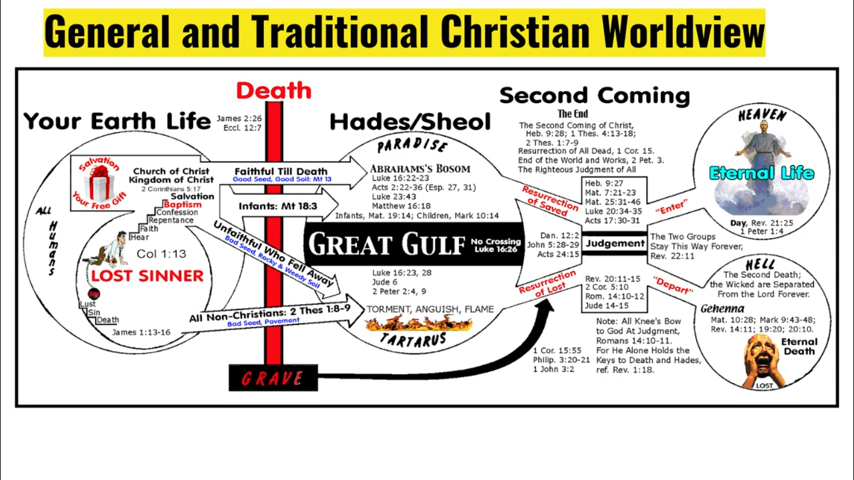 General and Traditional Christian Worldview
Death
Your Earth Life
James 2:26
Eccl. 12:7
Hades/Sheol
Second Coming
The End
The Second Coming of Christ,
Heb. 9:28; 1 Thes. 4:13-18;
2 Thes. 1:7-9
Resurrection of All Dead, 1 Cor. 15.
End of the World and Works, 2 Pet. 3.
The Righteous Judgment of All
ALL Humans
Salvation
Your Free Gift
Church of Christ
Kingdom of Christ
2 Corinthians 5:17
Salvation
Baptism
Confession
Repentance
Faith
Hear
Col 1:13
LOST SINNER
Lust
Sin
Death
James 1:13-16
Faithful Till Death
Good Seed, Good Soil: Mt 13
Infants: Mt 18:3
Unfaithful Who Fell Away
Bad Seed, Rocky & Weedy Soil
All Non-Christians: 2 Thes 1:8-9
Bad Seed, Pavement
GRAVE
PARADISE
ABRAHAMS'S BOSOM
Luke 16:22-23
Acts 2:22-36 (Esp. 27, 31)
Luke 23:43
Matthew 16:18
Infants, Mat. 19:14; Children, Mark 10:14
GREAT GULF
No Crossing
Luke 16:26
Luke 16:23, 28
Jude 6
2 Peter 2:4, 9
TORMENT, ANGUISH, FLAME
TARTARUS
Resurrection
of Saved
Heb. 9:27
Mat. 7:21-23
Mat. 25:31-46
Luke 20:34-35
Acts 17:30-31
"Enter"
Dan. 12:2
John 5:28-29
Acts 24:15
Judgement
The Two Groups
Stay This Way Forever,
Rev. 22:11
Resurrection
of Lost
Rev. 20:11-15
2 Cor. 5:10
Rom. 14:10-12
Jude 14-15
"Depart"
1 Cor. 15:55
Philip. 3:20-21
1 John 3:2
Note: All Knee's Bow
to God At Judgment,
Romans 14:10-11.
For He Alone Holds the
Keys to Death and Hades,
ref. Rev. 1:18.
HEAVEN
Eternal Life
Day, Rev. 21:25
1 Peter 1:4
HELL
The Second Death;
the Wicked are Separated
From the Lord Forever.
Gehenna
Mat. 10:28; Mark 9:43-48;
Rev. 14:11; 19:20; 20:10.
Eternal
Death
LOST